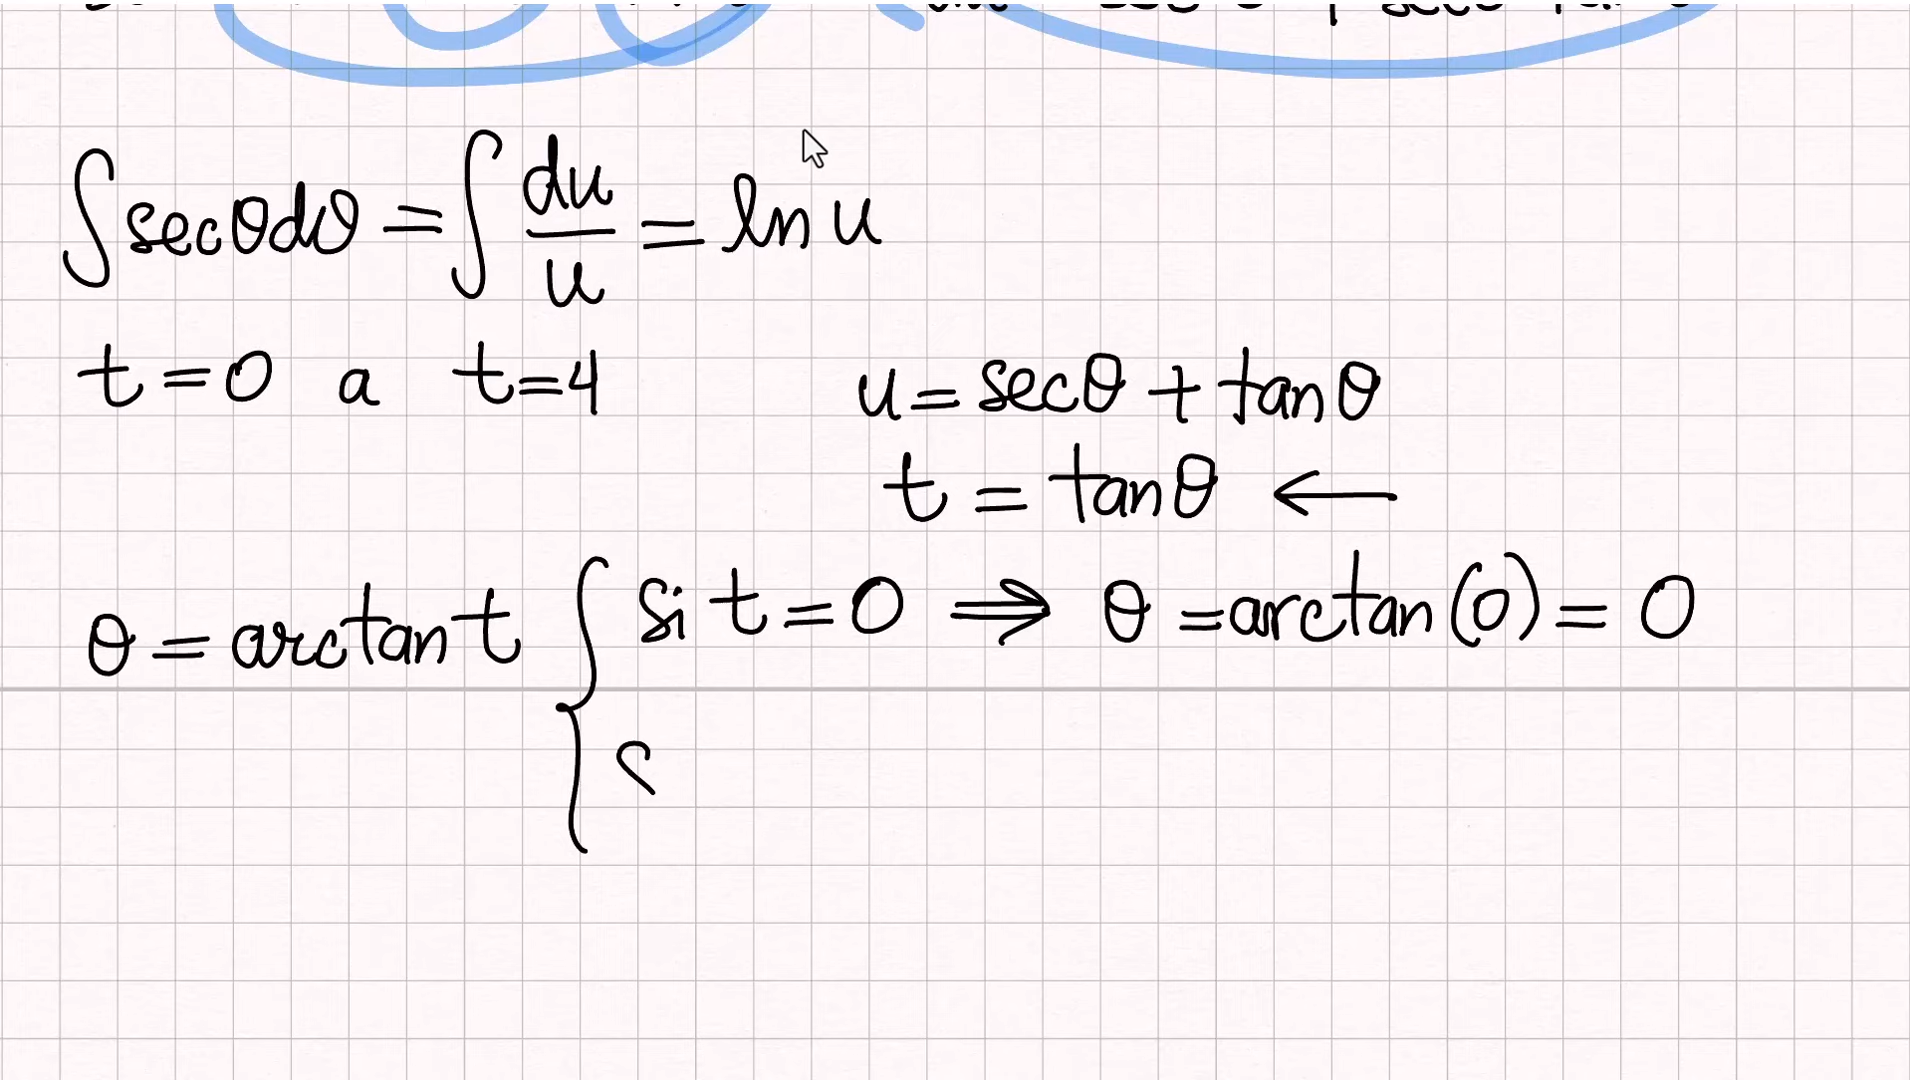 ∫ secθdθ = ∫ du/u = ln u
t = 0 a t = 4
u = secθ + tanθ
t = tanθ ←
θ = arctan t { si t = 0 ⇒ θ = arctan(0) = 0